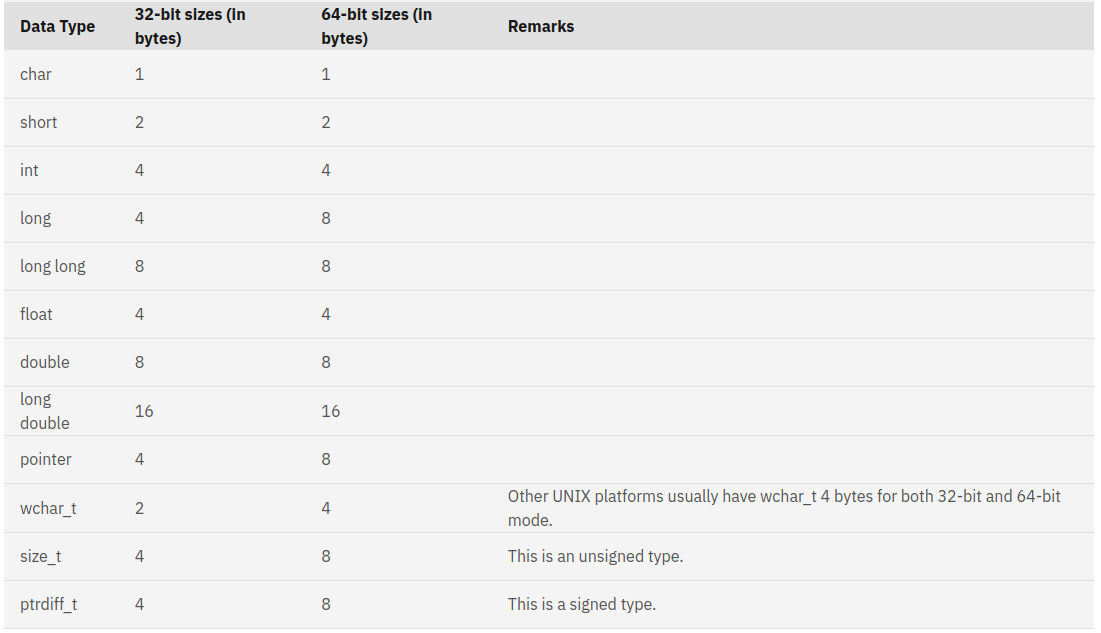 Data Type 32-bit sizes (in bytes) 64-bit sizes (in bytes) Remarks
char 1 1
short 2 2
int 4 4
long 4 8
long long 8 8
float 4 4
double 8 8
long double 16 16
pointer 4 8
wchar_t 2 4 Other UNIX platforms usually have wchar_t 4 bytes for both 32-bit and 64-bit mode.
size_t 4 8 This is an unsigned type.
ptrdiff_t 4 8 This is a signed type.